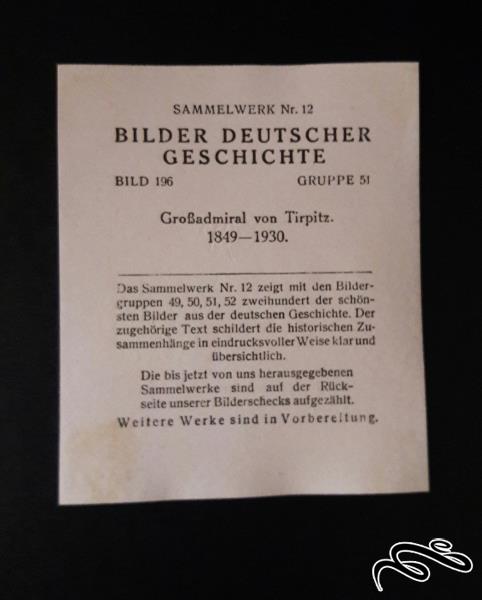 SAMMELWERK Nr. 12
BILDER DEUTSCHER
GESCHICHTE
BILD 196 GRUPPE 51
Großadmiral von Tirpitz.
1849—1930.
Das Sammelwerk Nr. 12 zeigt mit den Bilder-
gruppen 49, 50, 51, 52 zweihundert der schön-
sten Bilder aus der deutschen Geschichte. Der
zugehörige Text schildert die historischen Zu-
sammenhänge in eindrucksvoller Weise klar und
übersichtlich.
Die bis jetzt von uns herausgegebenen
Sammelwerke sind auf der Rück-
seite unserer Bilderschecks aufgezählt.
Weitere Werke sind in Vorbereitung.